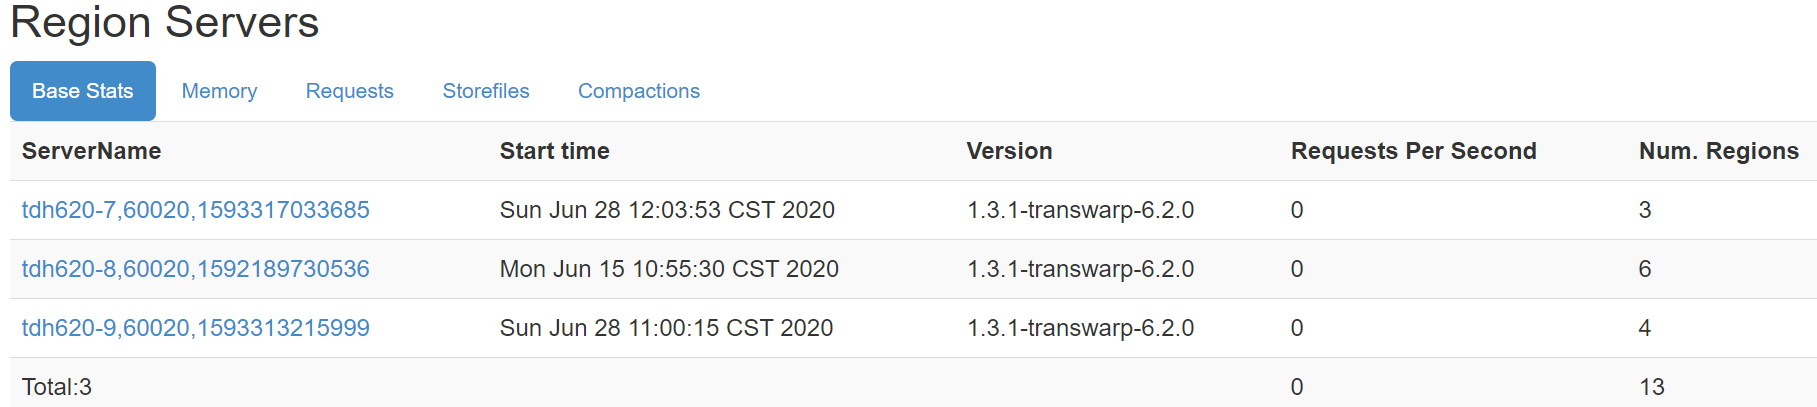 Region Servers
Base Stats Memory Requests Storefiles Compactions
ServerName Start time Version Requests Per Second Num. Regions
tdh620-7,60020,1593317033685 Sun Jun 28 12:03:53 CST 2020 1.3.1-transwarp-6.2.0 0 3
tdh620-8,60020,1592189730536 Mon Jun 15 10:55:30 CST 2020 1.3.1-transwarp-6.2.0 0 6
tdh620-9,60020,1593313215999 Sun Jun 28 11:00:15 CST 2020 1.3.1-transwarp-6.2.0 0 4
Total:3 0 13